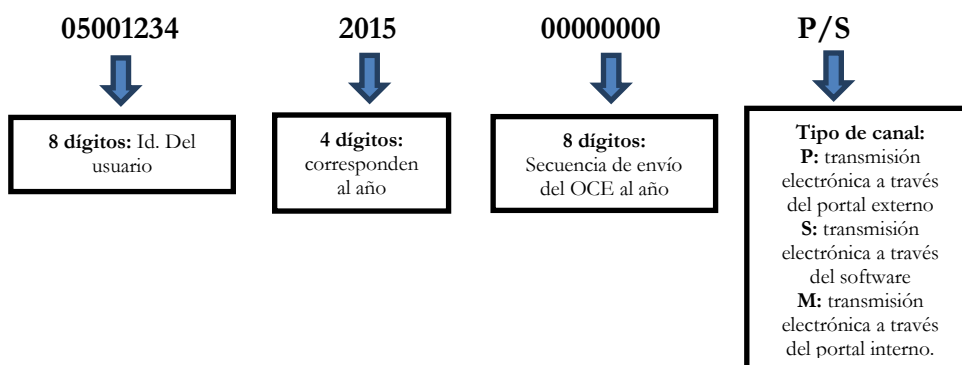 05001234 2015 00000000 P/S
8 dígitos: Id. Del
usuario
4 dígitos:
corresponden
al año
8 dígitos:
Secuencia de envío
del OCE al año
Tipo de canal:
P: transmisión
electrónica a través
del portal externo
S: transmisión
electrónica a través
del software
M: transmisión
electrónica a través
del portal interno.